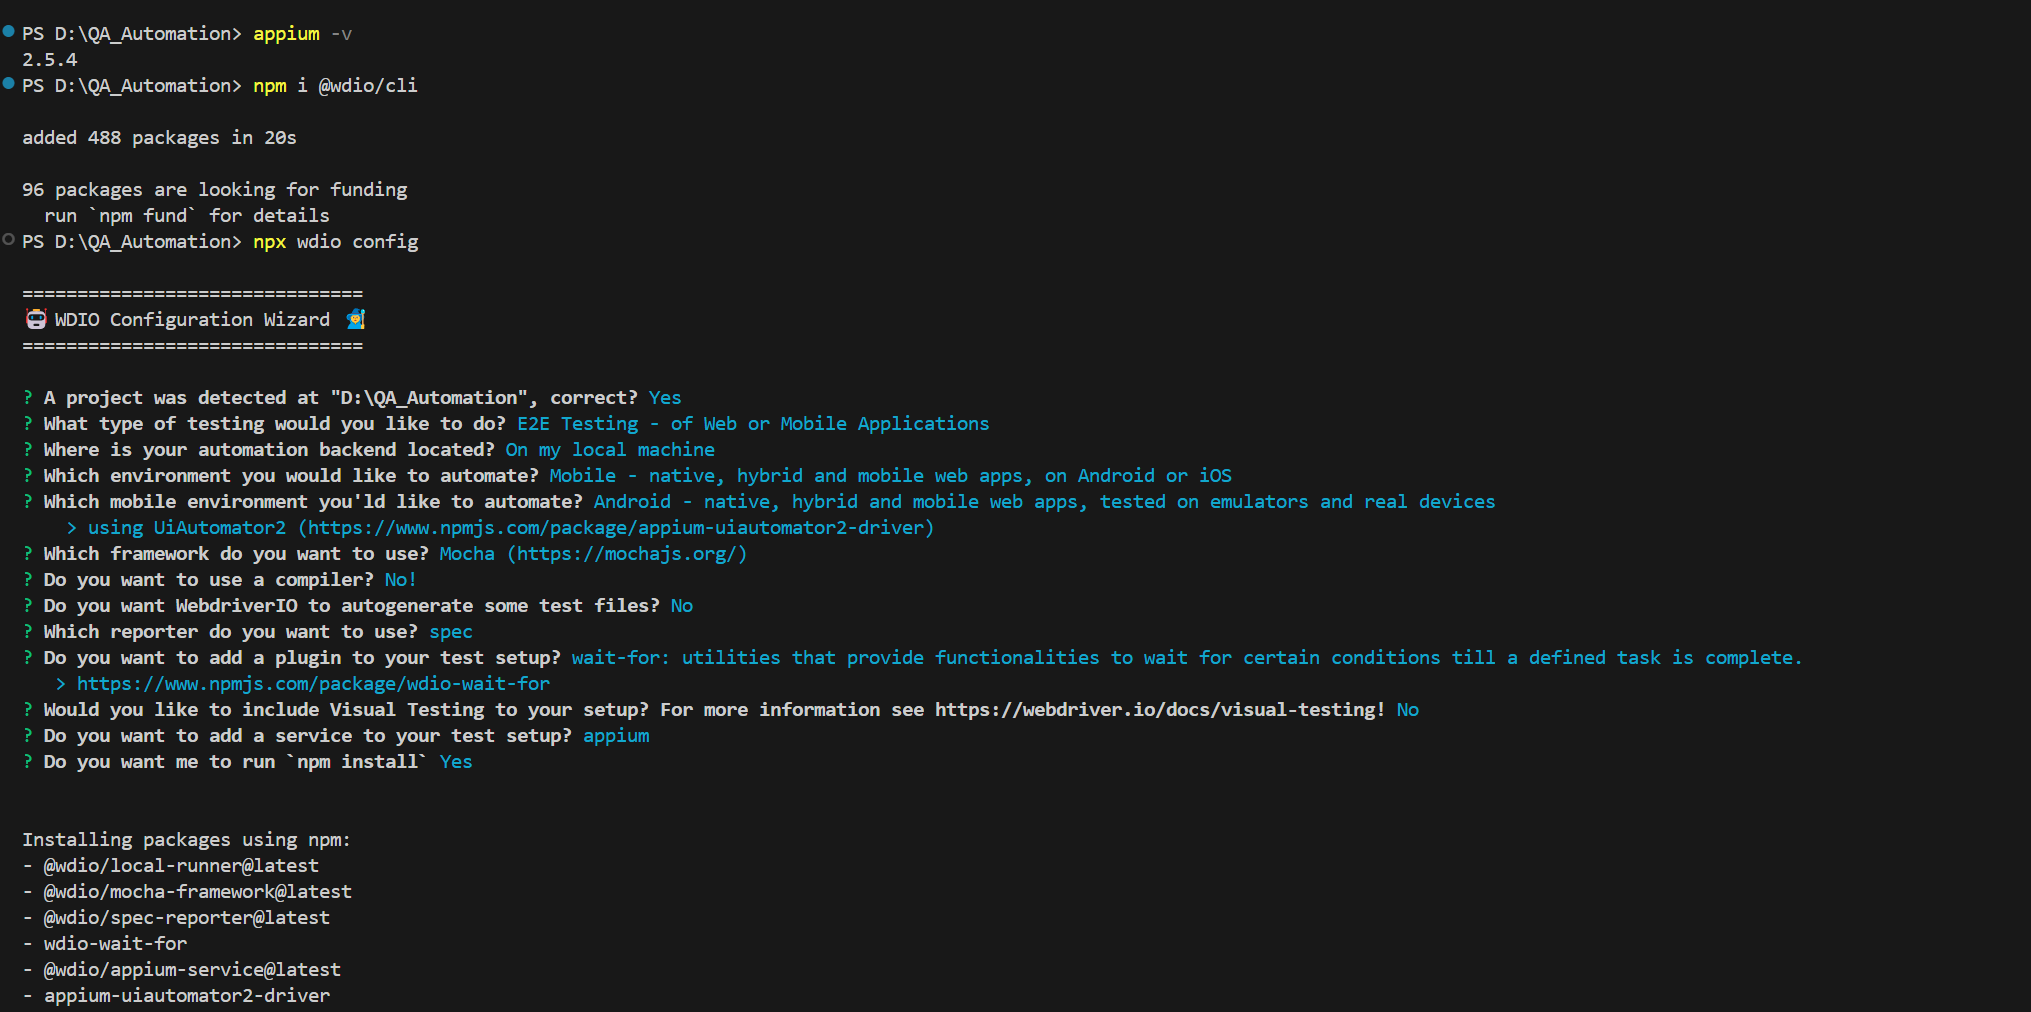 PS D:\QA_Automation> appium -v
2.5.4
PS D:\QA_Automation> npm i @wdio/cli
added 488 packages in 20s
96 packages are looking for funding
  run `npm fund` for details
PS D:\QA_Automation> npx wdio config
===============================
🤖 WDIO Configuration Wizard 🧙
===============================
? A project was detected at "D:\QA_Automation", correct? Yes
? What type of testing would you like to do? E2E Testing - of Web or Mobile Applications
? Where is your automation backend located? On my local machine
? Which environment you would like to automate? Mobile - native, hybrid and mobile web apps, on Android or iOS
? Which mobile environment you'ld like to automate? Android - native, hybrid and mobile web apps, tested on emulators and real devices
    > using UiAutomator2 (https://www.npmjs.com/package/appium-uiautomator2-driver)
? Which framework do you want to use? Mocha (https://mochajs.org/)
? Do you want to use a compiler? No!
? Do you want WebdriverIO to autogenerate some test files? No
? Which reporter do you want to use? spec
? Do you want to add a plugin to your test setup? wait-for: utilities that provide functionalities to wait for certain conditions till a defined task is complete.
   > https://www.npmjs.com/package/wdio-wait-for
? Would you like to include Visual Testing to your setup? For more information see https://webdriver.io/docs/visual-testing! No
? Do you want to add a service to your test setup? appium
? Do you want me to run `npm install` Yes
Installing packages using npm:
- @wdio/local-runner@latest
- @wdio/mocha-framework@latest
- @wdio/spec-reporter@latest
- wdio-wait-for
- @wdio/appium-service@latest
- appium-uiautomator2-driver